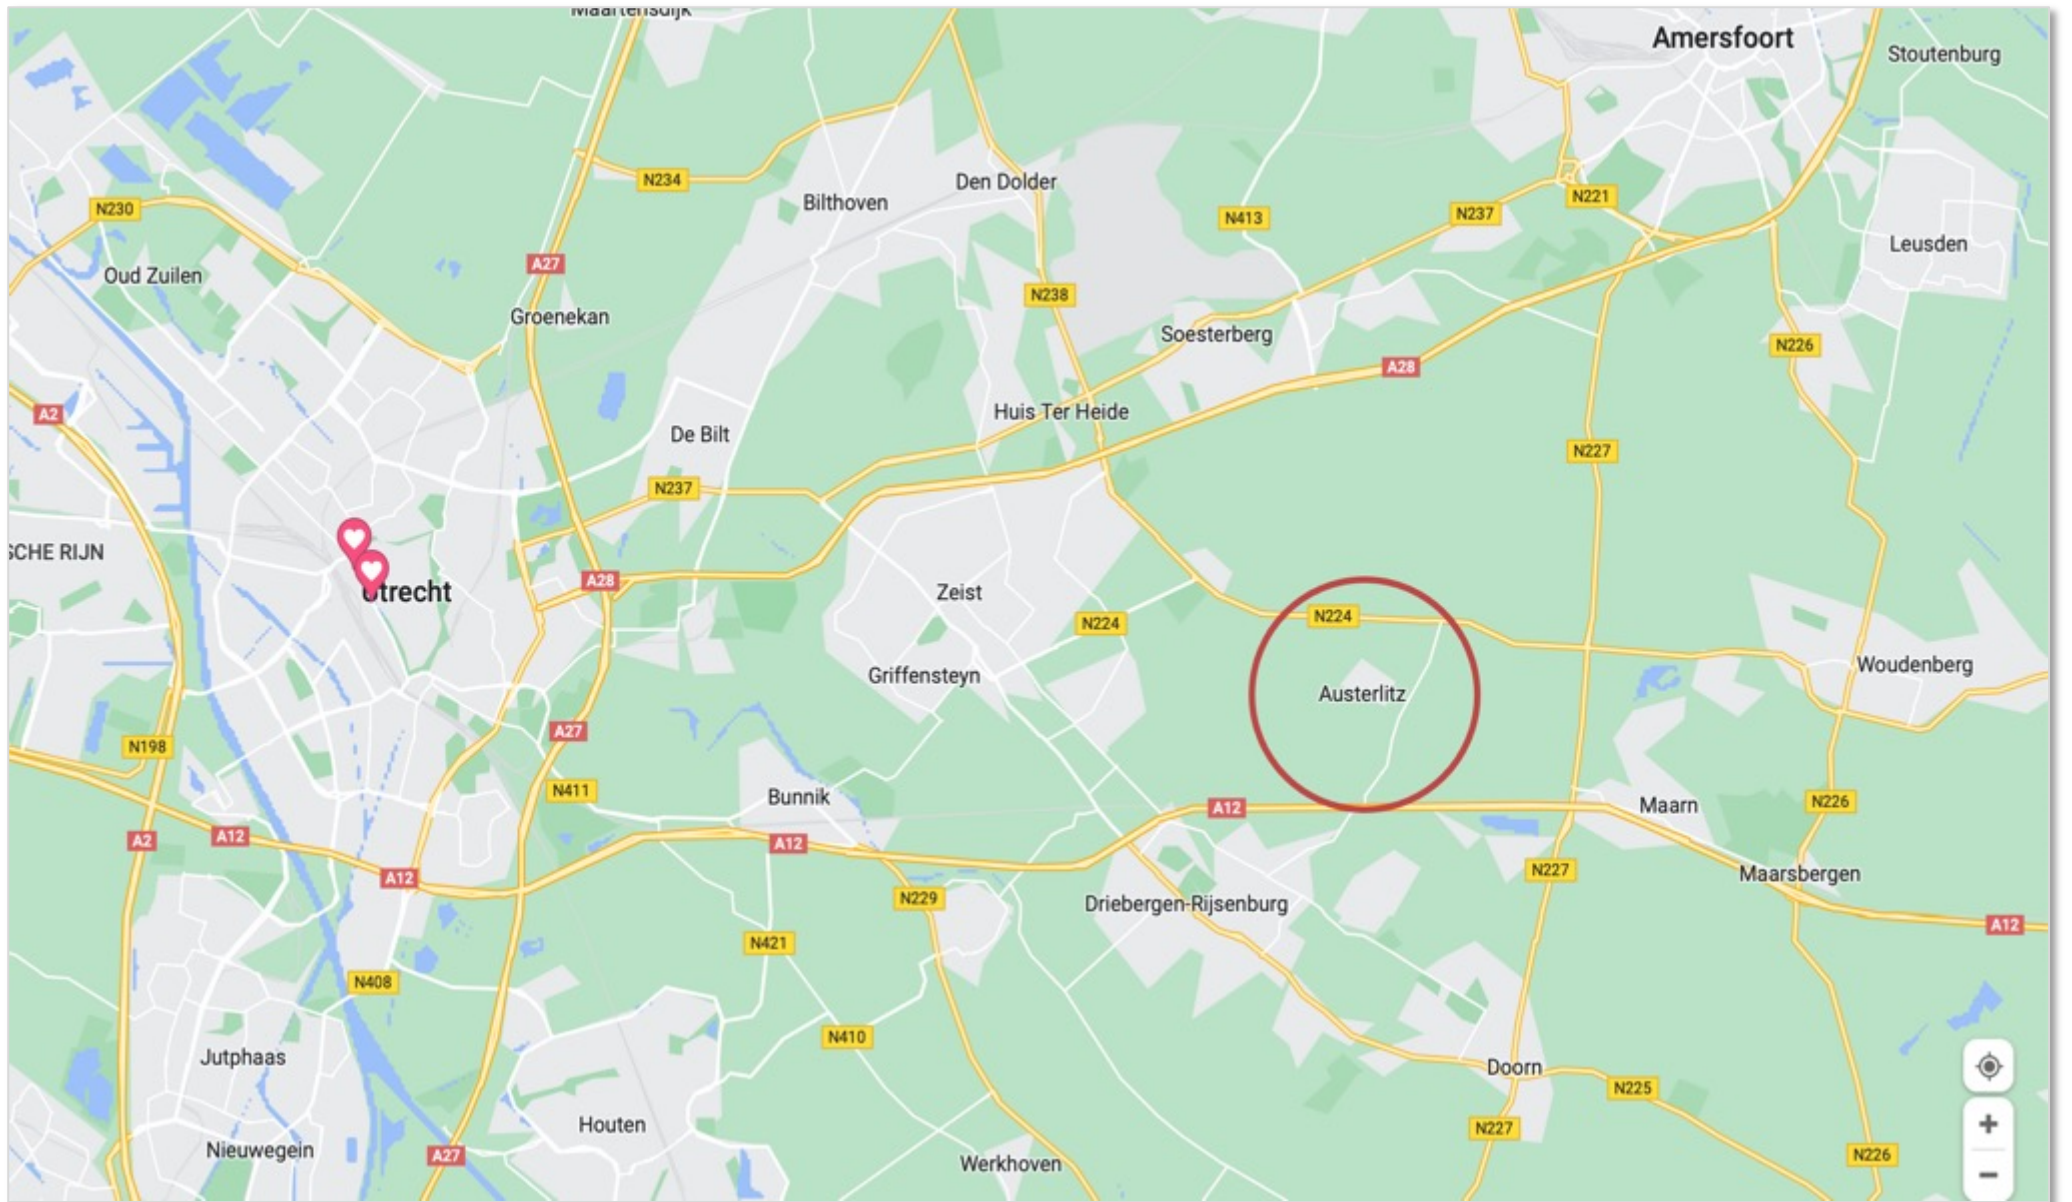 Maartensdijk
Amersfoort
Stoutenburg
N234
Den Dolder
Bilthoven
N230
N413
N237
N221
Leusden
Oud Zuilen
A27
N238
Groenekan
Soesterberg
N226
A28
A2
Huis Ter Heide
De Bilt
N227
N237
SCHE RIJN
A28
Utrecht
Zeist
N224
N224
Woudenberg
Griffensteyn
Austerlitz
N198
A27
N411
Bunnik
A12
Maarn
N226
A2
A12
A12
A12
N229
N227
Maarsbergen
Driebergen-Rijsenburg
A12
N421
N408
N410
Jutphaas
Doorn
N225
Houten
N227
Nieuwegein
A27
Werkhoven
N226